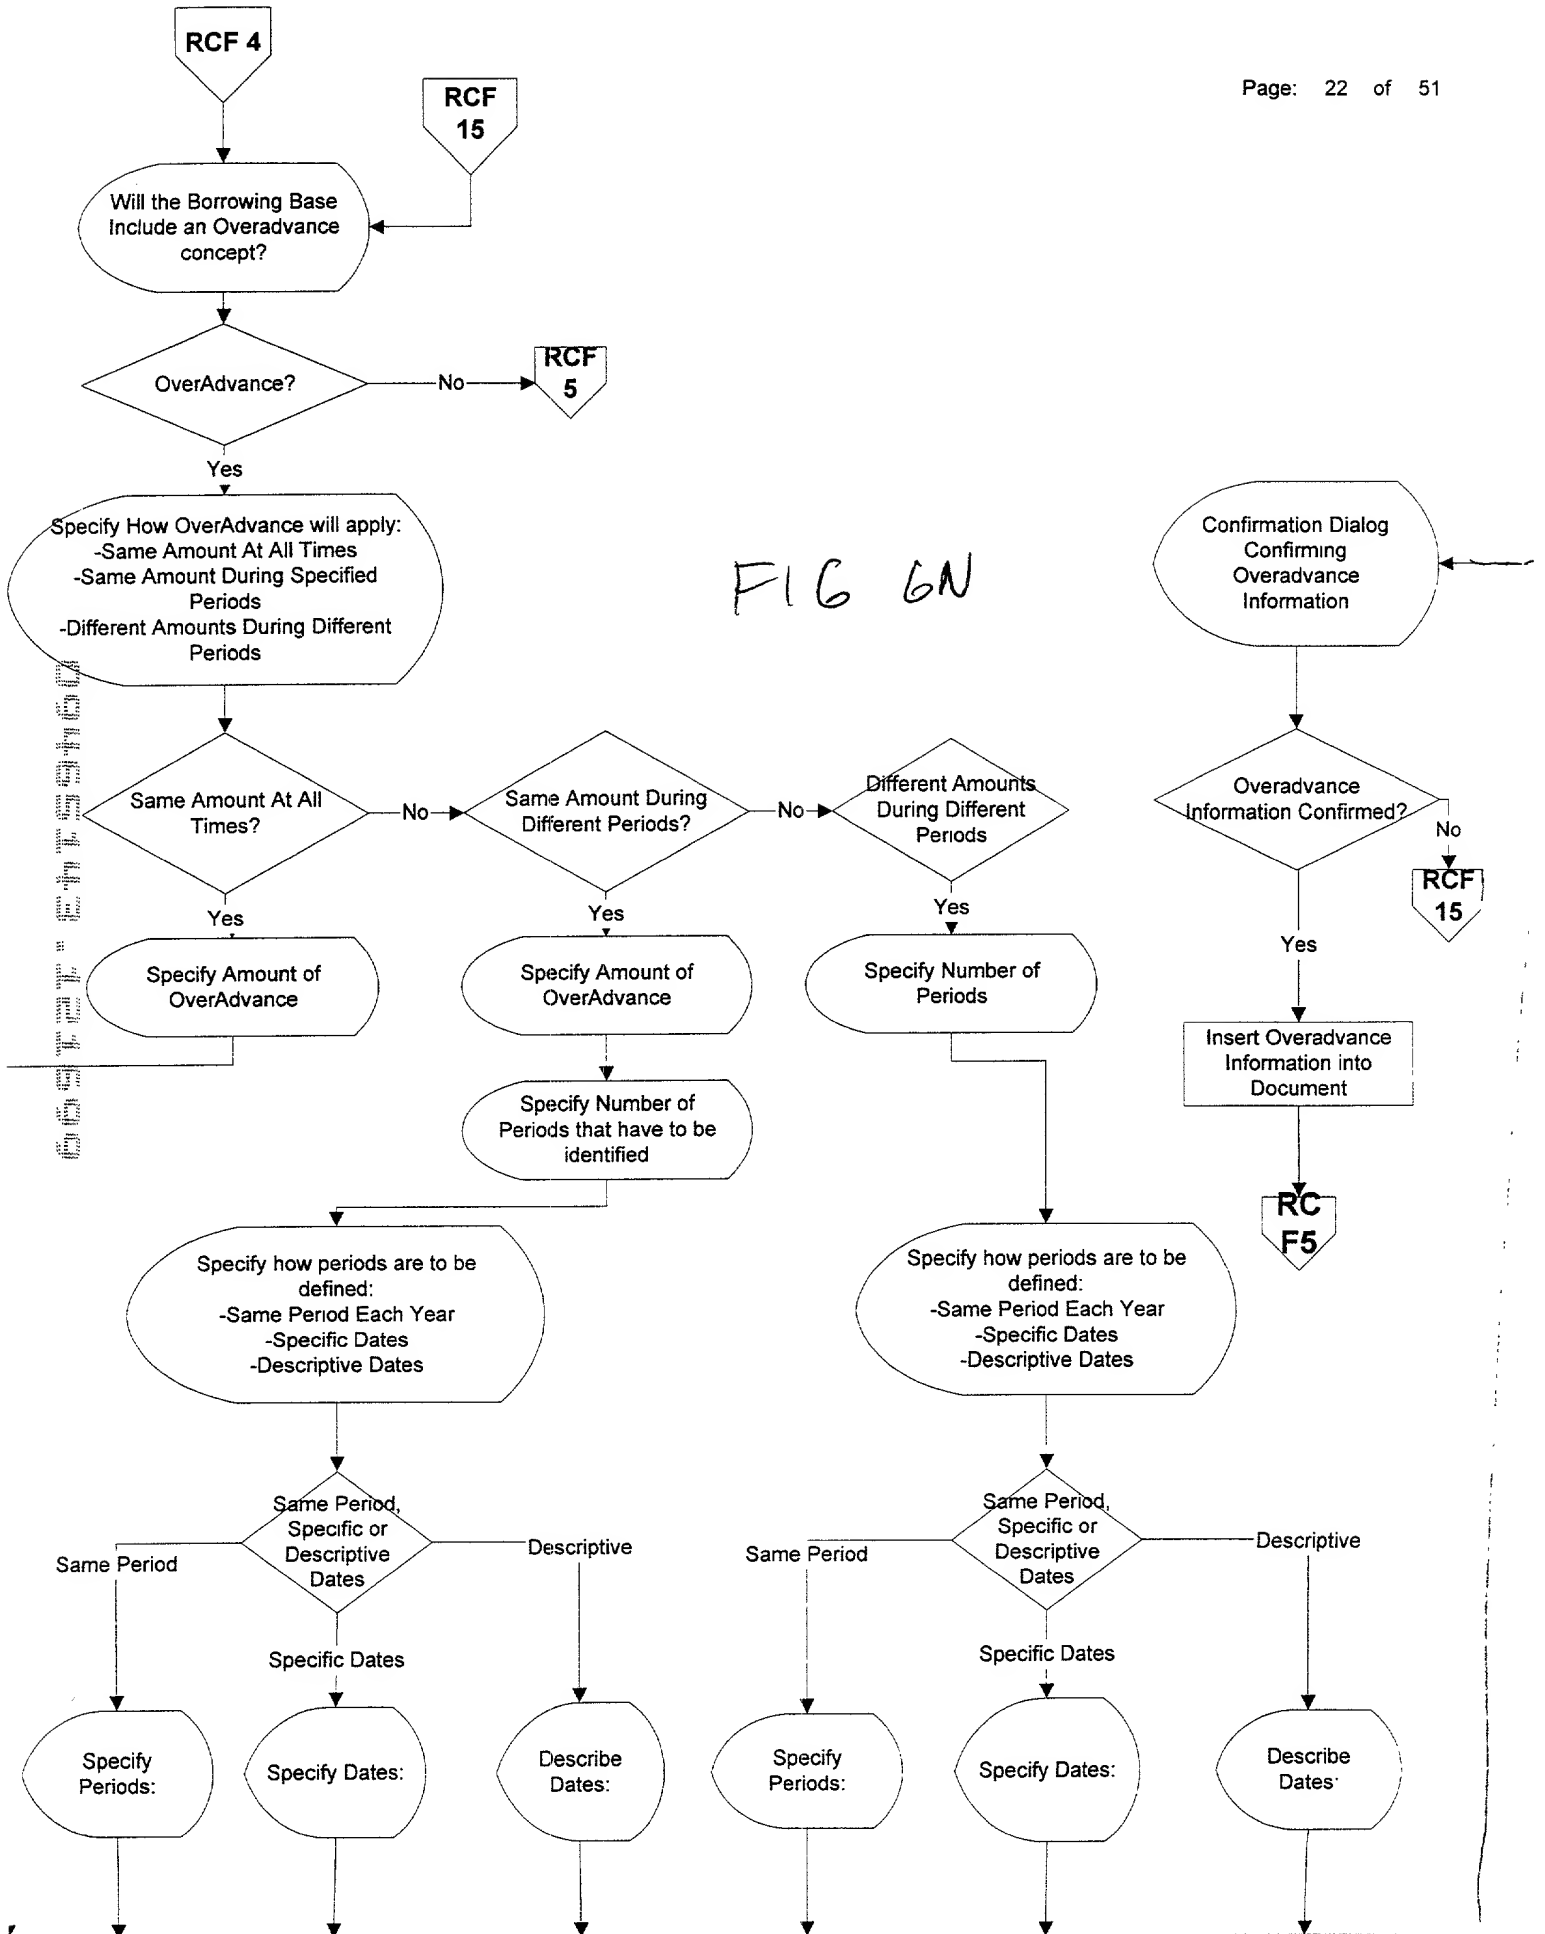 RCF 4
RCF
15
Page: 22 of 51
Will the Borrowing Base
Include an Overadvance
concept?
OverAdvance?
No
RCF
5
Yes
Specify How OverAdvance will apply:
-Same Amount At All Times
-Same Amount During Specified
Periods
-Different Amounts During Different
Periods
FIG 6N
Confirmation Dialog
Confirming
Overadvance
Information
Same Amount At All
Times?
No
Same Amount During
Different Periods?
No
Different Amounts
During Different
Periods
Overadvance
Information Confirmed?
No
RCF
15
Yes
Yes
Yes
Yes
Specify Amount of
OverAdvance
Specify Amount of
OverAdvance
Specify Number of
Periods
Insert Overadvance
Information into
Document
Specify Number of
Periods that have to be
identified
RC
F5
Specify how periods are to be
defined:
-Same Period Each Year
-Specific Dates
-Descriptive Dates
Specify how periods are to be
defined:
-Same Period Each Year
-Specific Dates
-Descriptive Dates
Same Period,
Specific or
Descriptive
Dates
Same Period
Descriptive
Specific Dates
Same Period,
Specific or
Descriptive
Dates
Same Period
Descriptive
Specific Dates
Specify
Periods:
Specify Dates:
Describe
Dates:
Specify
Periods:
Specify Dates:
Describe
Dates: